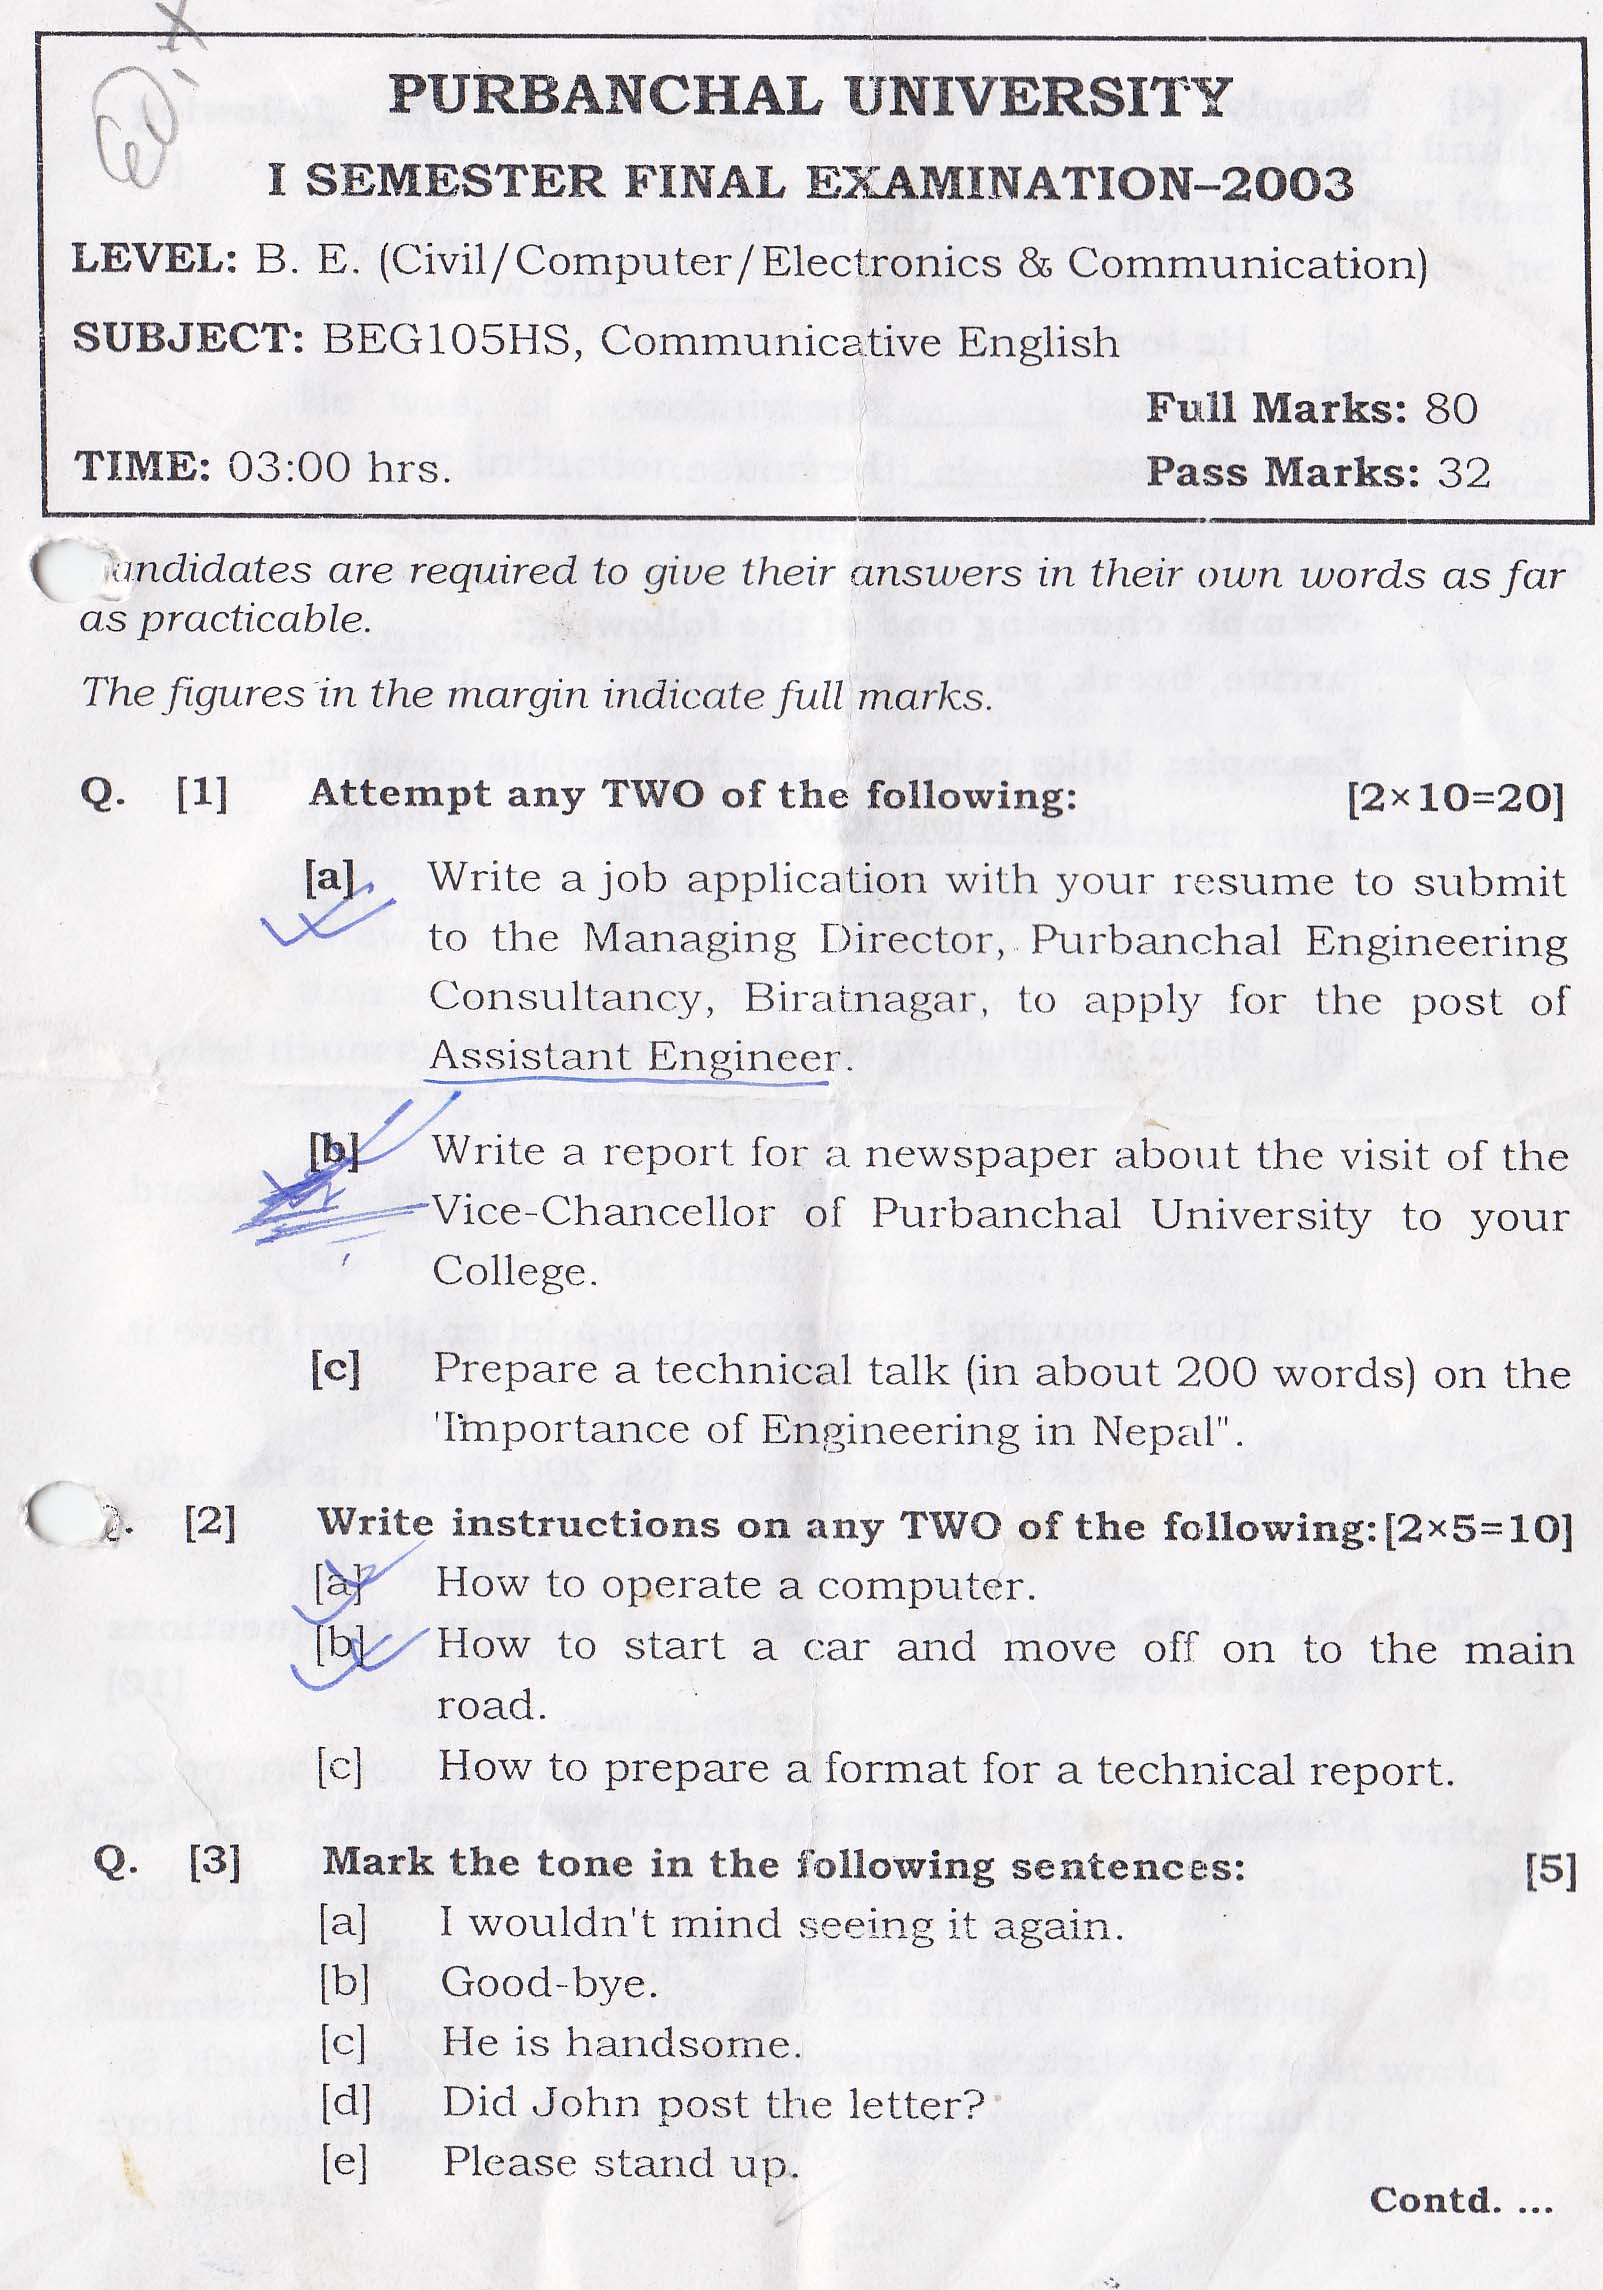 PURBANCHAL UNIVERSITY
I SEMESTER FINAL EXAMINATION–2003
LEVEL: B. E. (Civil/Computer/Electronics & Communication)
SUBJECT: BEG105HS, Communicative English
Full Marks: 80
TIME: 03:00 hrs. Pass Marks: 32
andidates are required to give their answers in their own words as far
as practicable.
The figures in the margin indicate full marks.
Q. [1] Attempt any TWO of the following: [2×10=20]
[a] Write a job application with your resume to submit
to the Managing Director, Purbanchal Engineering
Consultancy, Biratnagar, to apply for the post of
Assistant Engineer.
[b] Write a report for a newspaper about the visit of the
Vice-Chancellor of Purbanchal University to your
College.
[c] Prepare a technical talk (in about 200 words) on the
'Importance of Engineering in Nepal".
[2] Write instructions on any TWO of the following:[2×5=10]
[a] How to operate a computer.
[b] How to start a car and move off on to the main
road.
[c] How to prepare a format for a technical report.
Q. [3] Mark the tone in the following sentences: [5]
[a] I wouldn't mind seeing it again.
[b] Good-bye.
[c] He is handsome.
[d] Did John post the letter?
[e] Please stand up.
Contd. ...